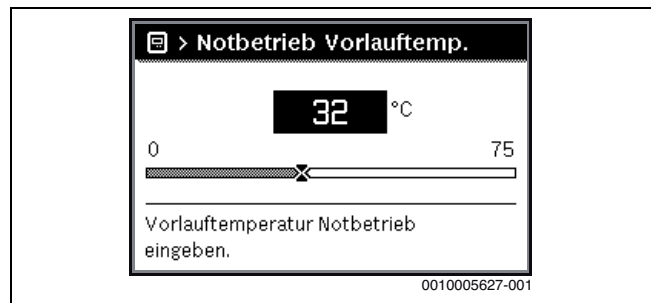 > Notbetrieb Vorlauftemp.
32 °C
0 75
Vorlauftemperatur Notbetrieb
eingeben.
0010005627-001